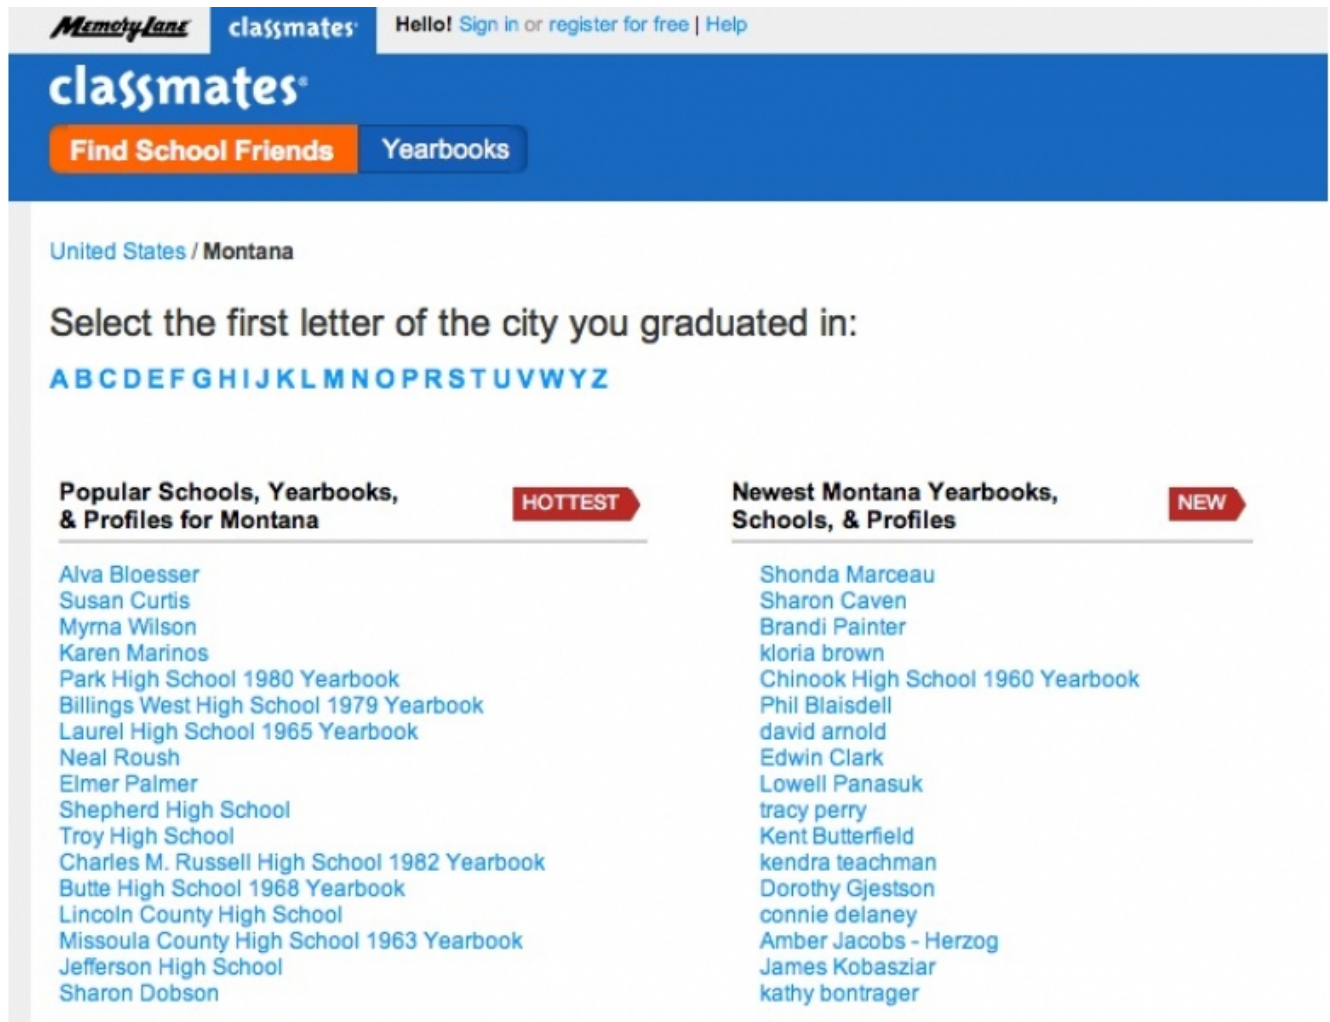 MemoryLane classmates Hello! Sign in or register for free | Help
classmates
Find School Friends Yearbooks
United States / Montana
Select the first letter of the city you graduated in:
A B C D E F G H I J K L M N O P R S T U V W Y Z
Popular Schools, Yearbooks,
& Profiles for Montana
HOTTEST
Alva Bloesser
Susan Curtis
Myrna Wilson
Karen Marinos
Park High School 1980 Yearbook
Billings West High School 1979 Yearbook
Laurel High School 1965 Yearbook
Neal Roush
Elmer Palmer
Shepherd High School
Troy High School
Charles M. Russell High School 1982 Yearbook
Butte High School 1968 Yearbook
Lincoln County High School
Missoula County High School 1963 Yearbook
Jefferson High School
Sharon Dobson
Newest Montana Yearbooks,
Schools, & Profiles
NEW
Shonda Marceau
Sharon Caven
Brandi Painter
kloria brown
Chinook High School 1960 Yearbook
Phil Blaisdell
david arnold
Edwin Clark
Lowell Panasuk
tracy perry
Kent Butterfield
kendra teachman
Dorothy Gjestson
connie delaney
Amber Jacobs - Herzog
James Kobasziar
kathy bontrager